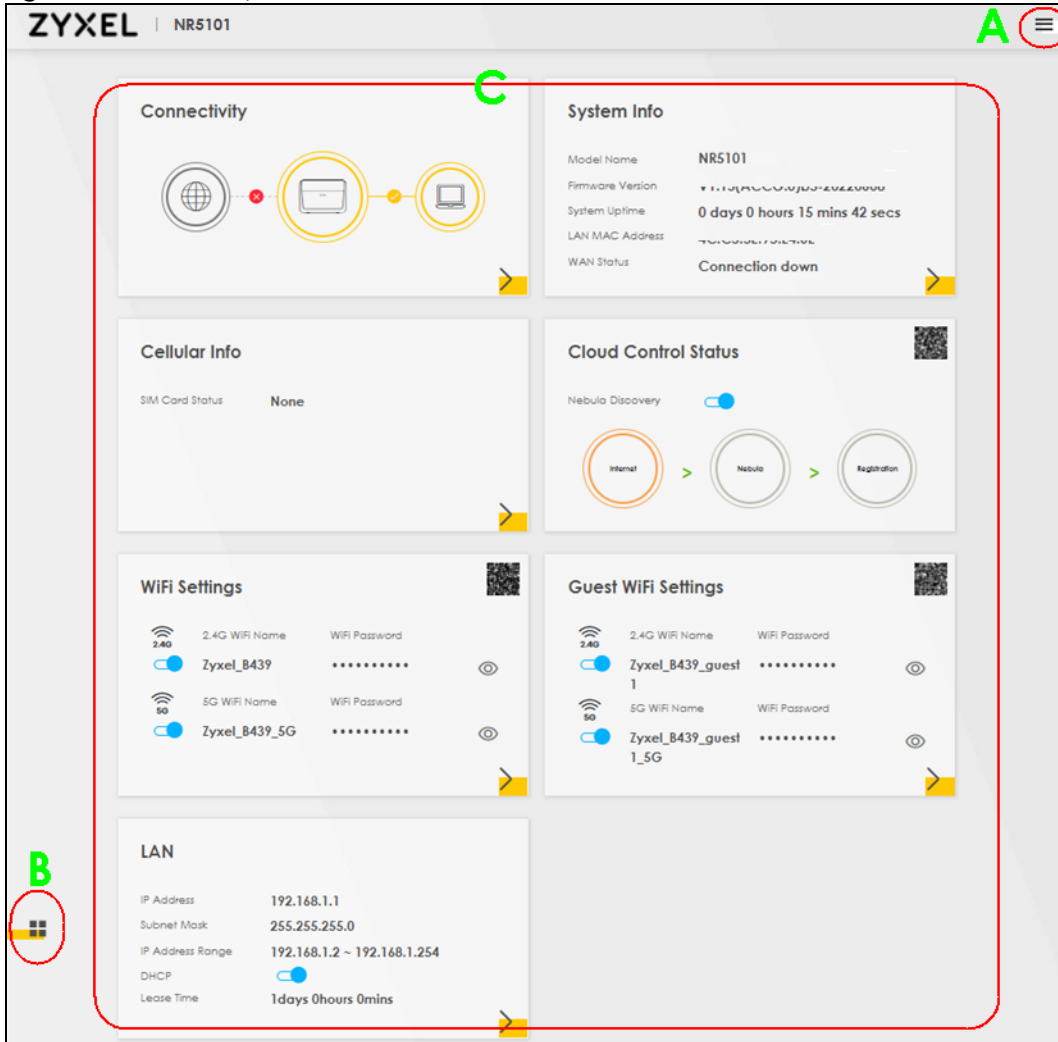 ZYXEL | NR5101
A
C
Connectivity
System Info
Model Name NR5101
Firmware Version
System Uptime 0 days 0 hours 15 mins 42 secs
LAN MAC Address
WAN Status Connection down
Cellular Info
SIM Card Status None
Cloud Control Status
Nebula Discovery
Internet > Nebula > Registration
WiFi Settings
2.4G 2.4G WiFi Name WiFi Password
Zyxel_B439 ••••••••••
5G 5G WiFi Name WiFi Password
Zyxel_B439_5G ••••••••••
Guest WiFi Settings
2.4G 2.4G WiFi Name WiFi Password
Zyxel_B439_guest ••••••••••
1
5G 5G WiFi Name WiFi Password
Zyxel_B439_guest ••••••••••
1_5G
B
LAN
IP Address 192.168.1.1
Subnet Mask 255.255.255.0
IP Address Range 192.168.1.2 ~ 192.168.1.254
DHCP
Lease Time 1days 0hours 0mins